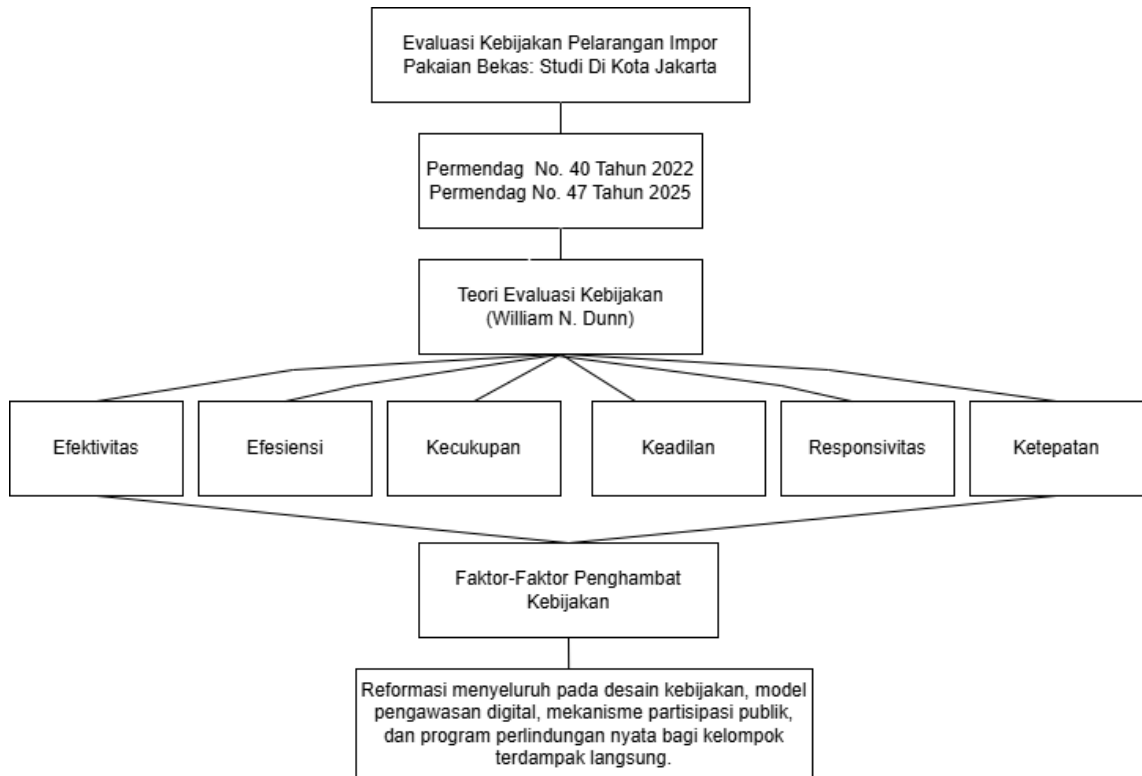 Evaluasi Kebijakan Pelarangan Impor
Pakaian Bekas: Studi Di Kota Jakarta
Permendag No. 40 Tahun 2022
Permendag No. 47 Tahun 2025
Teori Evaluasi Kebijakan
(William N. Dunn)
Efektivitas
Efesiensi
Kecukupan
Keadilan
Responsivitas
Ketepatan
Faktor-Faktor Penghambat
Kebijakan
Reformasi menyeluruh pada desain kebijakan, model
pengawasan digital, mekanisme partisipasi publik,
dan program perlindungan nyata bagi kelompok
terdampak langsung.